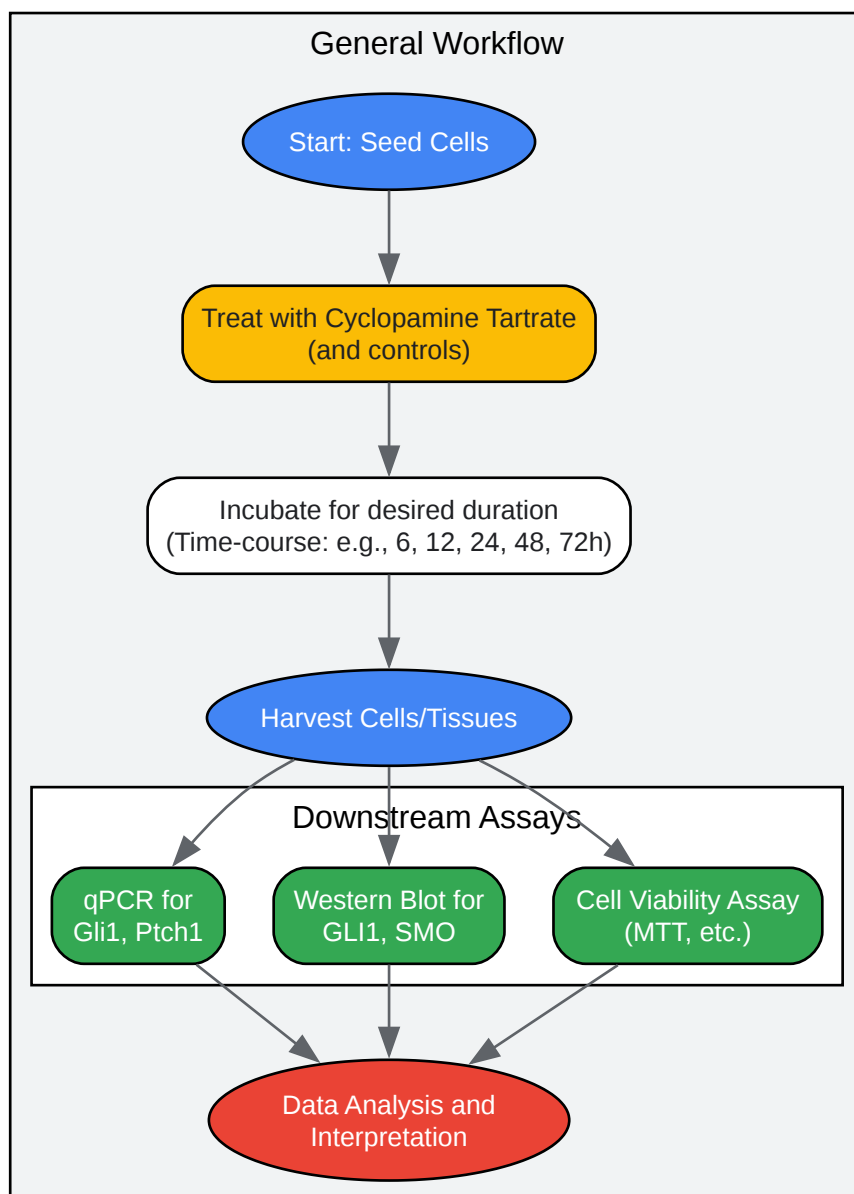 General Workflow
Start: Seed Cells
Treat with Cyclopamine Tartrate
(and controls)
Incubate for desired duration
(Time-course: e.g., 6, 12, 24, 48, 72h)
Harvest Cells/Tissues
Downstream Assays
qPCR for
Gli1, Ptch1
Western Blot for
GLI1, SMO
Cell Viability Assay
(MTT, etc.)
Data Analysis and
Interpretation